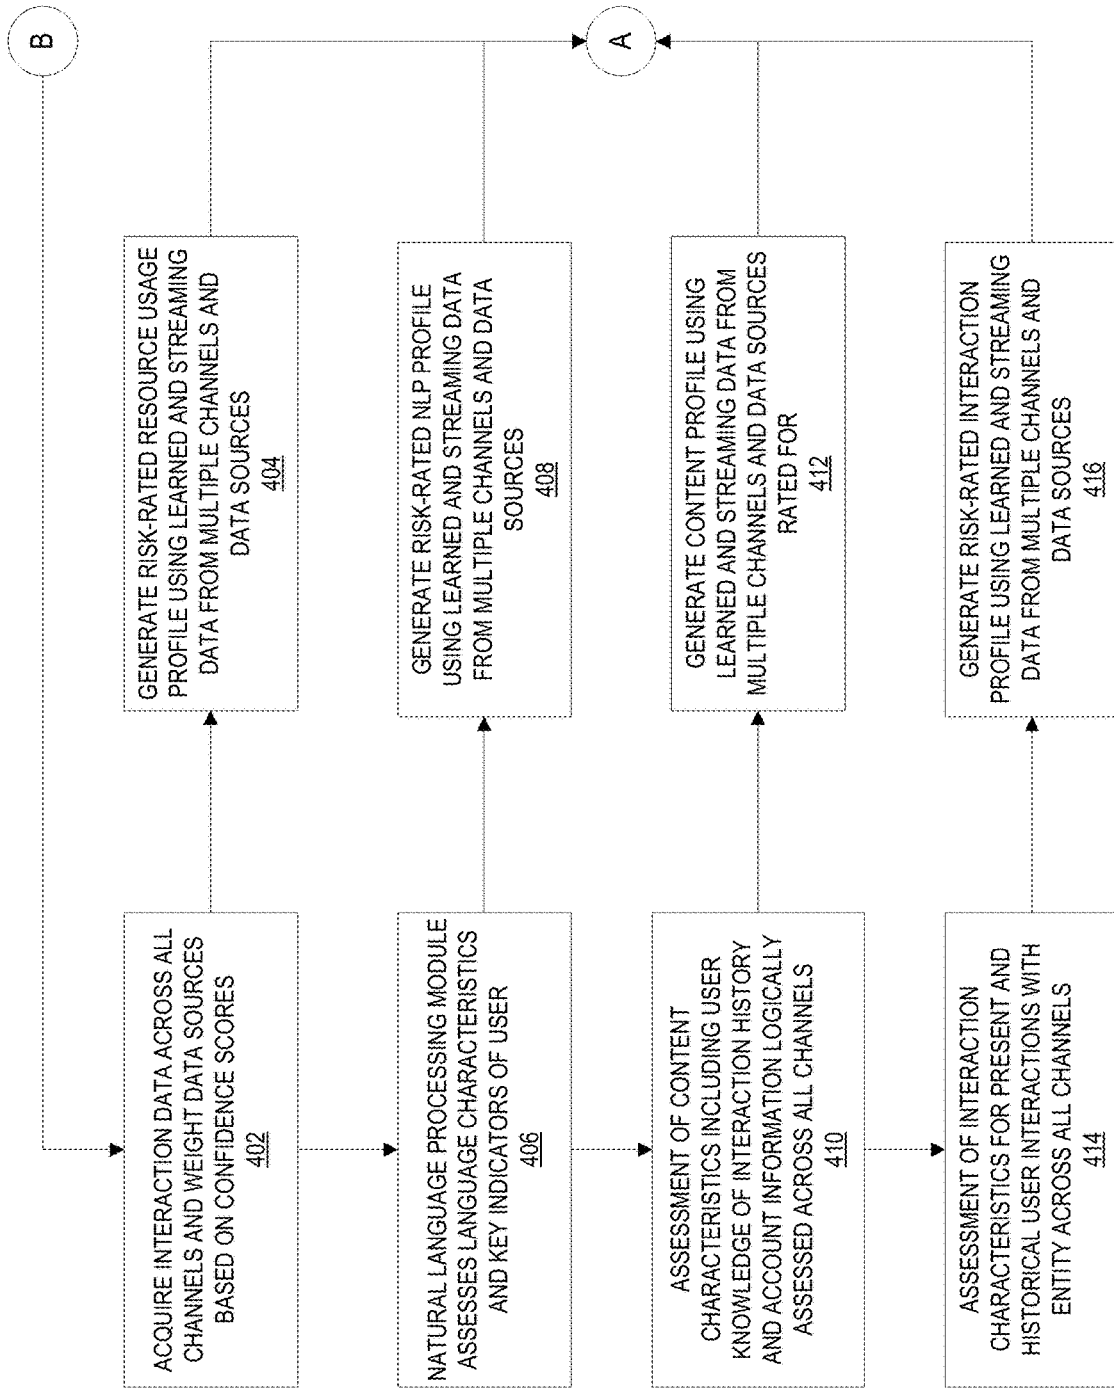 B
ACQUIRE INTERACTION DATA ACROSS ALL
CHANNELS AND WEIGHT DATA SOURCES
BASED ON CONFIDENCE SCORES
402
GENERATE RISK-RATED RESOURCE USAGE
PROFILE USING LEARNED AND STREAMING
DATA FROM MULTIPLE CHANNELS AND
DATA SOURCES
404
NATURAL LANGUAGE PROCESSING MODULE
ASSESSES LANGUAGE CHARACTERISTICS
AND KEY INDICATORS OF USER
406
GENERATE RISK-RATED NLP PROFILE
USING LEARNED AND STREAMING DATA
FROM MULTIPLE CHANNELS AND DATA
SOURCES
408
A
ASSESSMENT OF CONTENT
CHARACTERISTICS INCLUDING USER
KNOWLEDGE OF INTERACTION HISTORY
AND ACCOUNT INFORMATION LOGICALLY
ASSESSED ACROSS ALL CHANNELS
410
GENERATE CONTENT PROFILE USING
LEARNED AND STREAMING DATA FROM
MULTIPLE CHANNELS AND DATA SOURCES
RATED FOR
412
ASSESSMENT OF INTERACTION
CHARACTERISTICS FOR PRESENT AND
HISTORICAL USER INTERACTIONS WITH
ENTITY ACROSS ALL CHANNELS
414
GENERATE RISK-RATED INTERACTION
PROFILE USING LEARNED AND STREAMING
DATA FROM MULTIPLE CHANNELS AND
DATA SOURCES
416